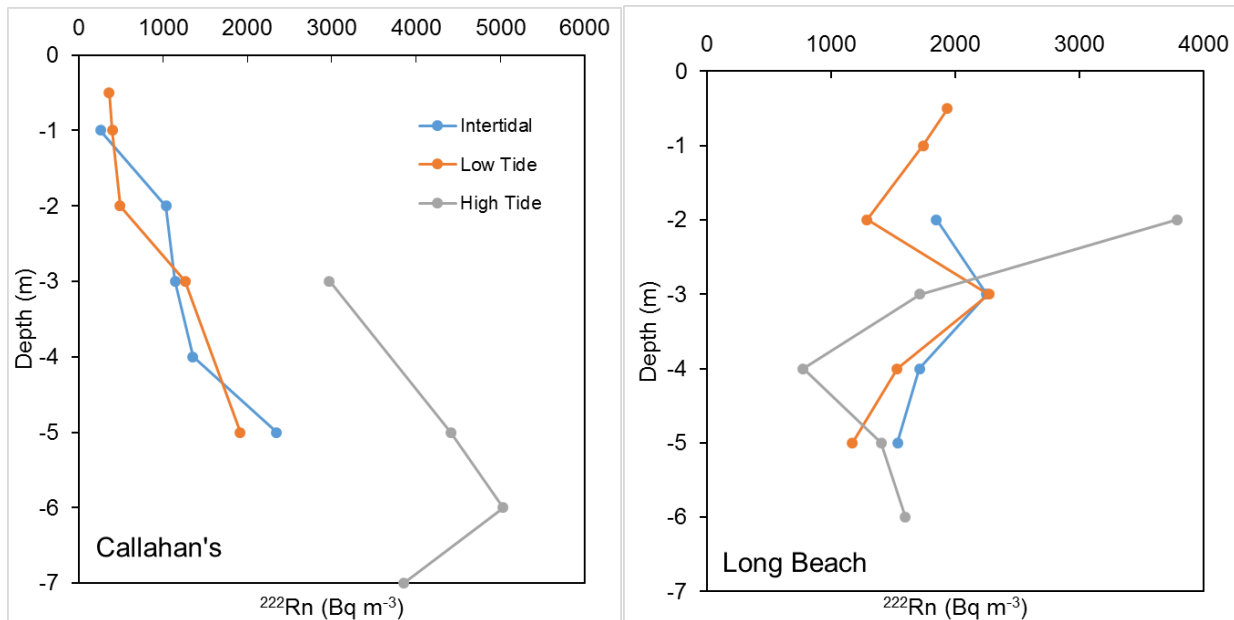 0 1000 2000 3000 4000 5000 6000
0
-1
-2
-3
-4
-5
-6
-7
Depth (m)
Intertidal
Low Tide
High Tide
Callahan's
²²²Rn (Bq m⁻³)
0 1000 2000 3000 4000
0
-1
-2
-3
-4
-5
-6
-7
Depth (m)
Long Beach
²²²Rn (Bq m⁻³)